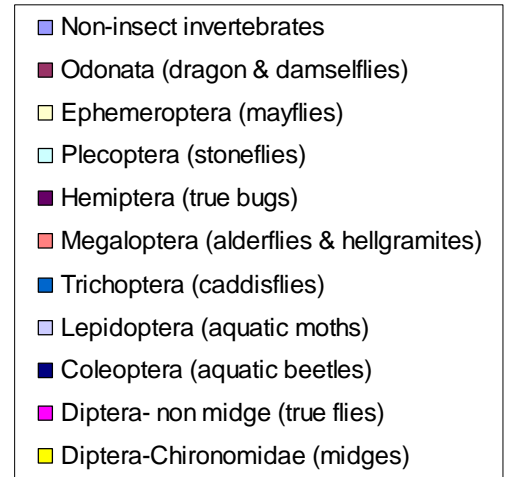 Non-insect invertebrates
Odonata (dragon & damselflies)
Ephemeroptera (mayflies)
Plecoptera (stoneflies)
Hemiptera (true bugs)
Megaloptera (alderflies & hellgramites)
Trichoptera (caddisflies)
Lepidoptera (aquatic moths)
Coleoptera (aquatic beetles)
Diptera- non midge (true flies)
Diptera-Chironomidae (midges)